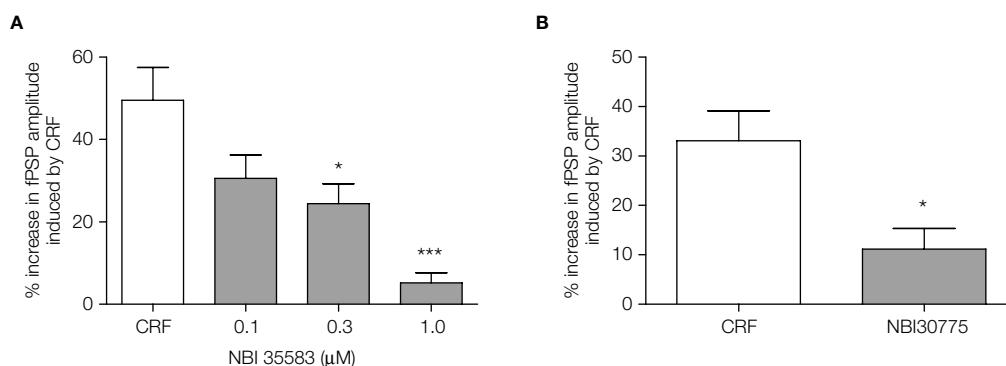 A
% increase in fPSP amplitude
induced by CRF
60
40
20
0
*
***
CRF
0.1
0.3
1.0
NBI 35583 (μM)
B
% increase in fPSP amplitude
induced by CRF
50
40
30
20
10
0
*
CRF
NBI30775